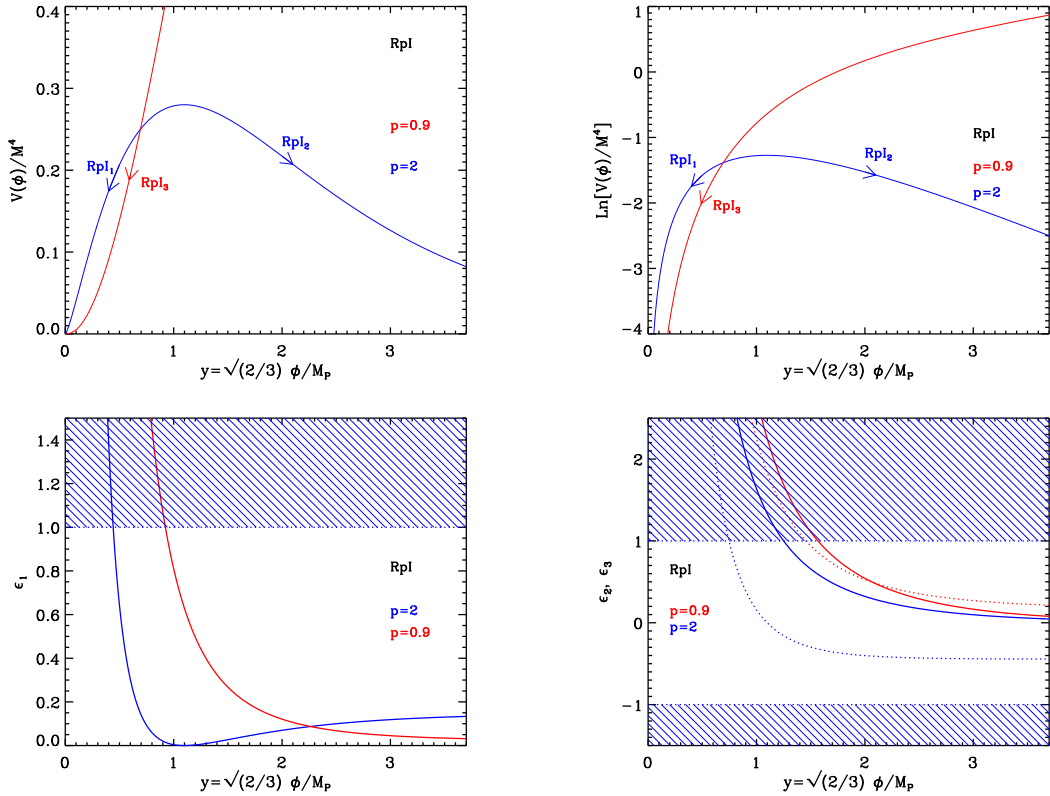 0.4
0.3
0.2
0.1
0.0
V(ϕ)/M⁴
RpI
p=0.9
p=2
RpI₁
RpI₂
RpI₃
0
1
2
3
y=√(2/3) ϕ/Mₚ
1
0
−1
−2
−3
−4
Ln[V(ϕ)/M⁴]
RpI
p=0.9
p=2
RpI₁
RpI₂
RpI₃
0
1
2
3
y=√(2/3) ϕ/Mₚ
1.4
1.2
1.0
0.8
0.6
0.4
0.2
0.0
ϵ₁
RpI
p=2
p=0.9
0
1
2
3
y=√(2/3) ϕ/Mₚ
2
1
0
−1
ϵ₂, ϵ₃
RpI
p=0.9
p=2
0
1
2
3
y=√(2/3) ϕ/Mₚ